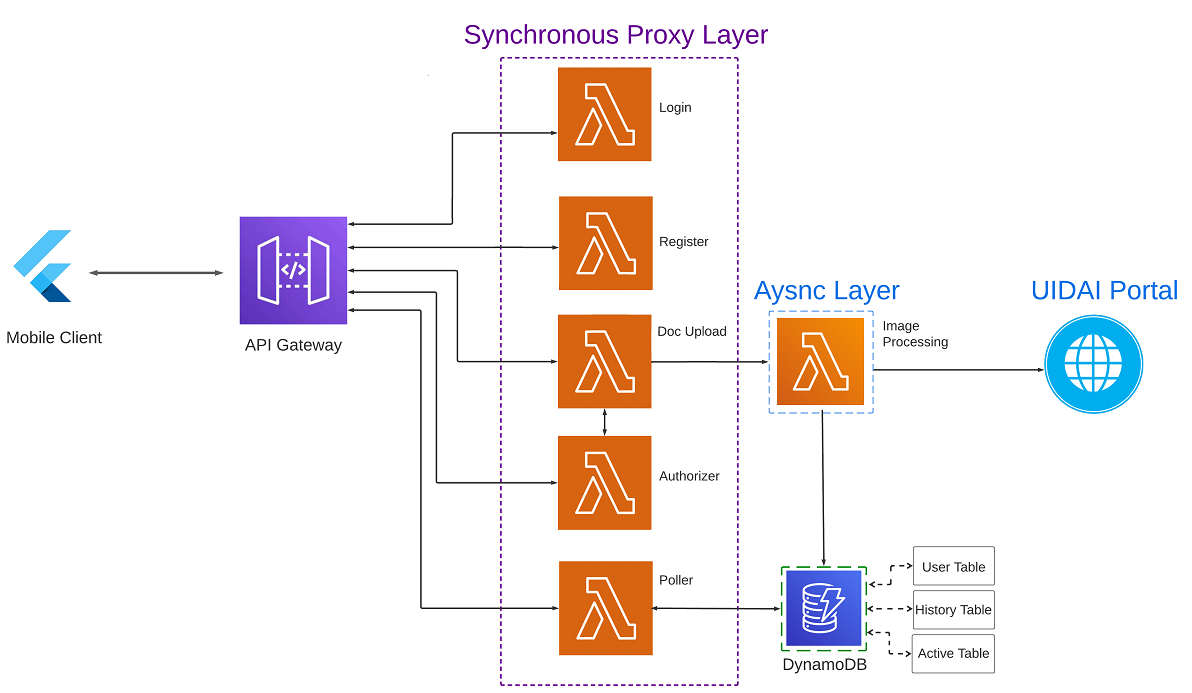 Synchronous Proxy Layer
Login
Register
Doc Upload
Authorizer
Poller
Mobile Client
</>
API Gateway
Aysnc Layer
Image
Processing
UIDAI Portal
DynamoDB
User Table
History Table
Active Table